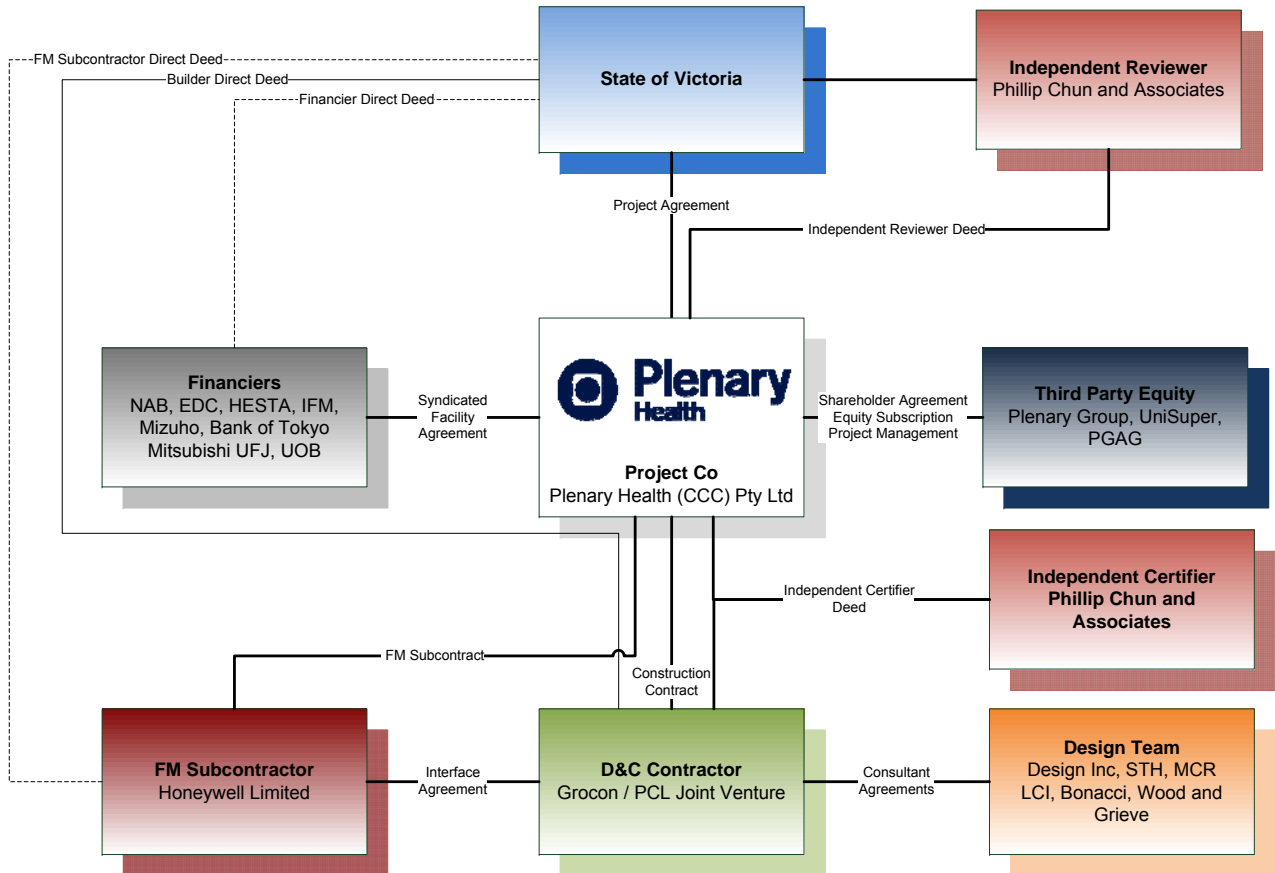 FM Subcontractor Direct Deed
Builder Direct Deed
Financier Direct Deed
State of Victoria
Independent Reviewer
Phillip Chun and Associates
Project Agreement
Independent Reviewer Deed
Financiers
NAB, EDC, HESTA, IFM,
Mizuho, Bank of Tokyo
Mitsubishi UFJ, UOB
Syndicated
Facility
Agreement
Plenary
Health
Project Co
Plenary Health (CCC) Pty Ltd
Shareholder Agreement
Equity Subscription
Project Management
Third Party Equity
Plenary Group, UniSuper,
PGAG
Independent Certifier
Deed
Independent Certifier
Phillip Chun and
Associates
FM Subcontract
Construction
Contract
FM Subcontractor
Honeywell Limited
Interface
Agreement
D&C Contractor
Grocon / PCL Joint Venture
Consultant
Agreements
Design Team
Design Inc, STH, MCR
LCI, Bonacci, Wood and
Grieve